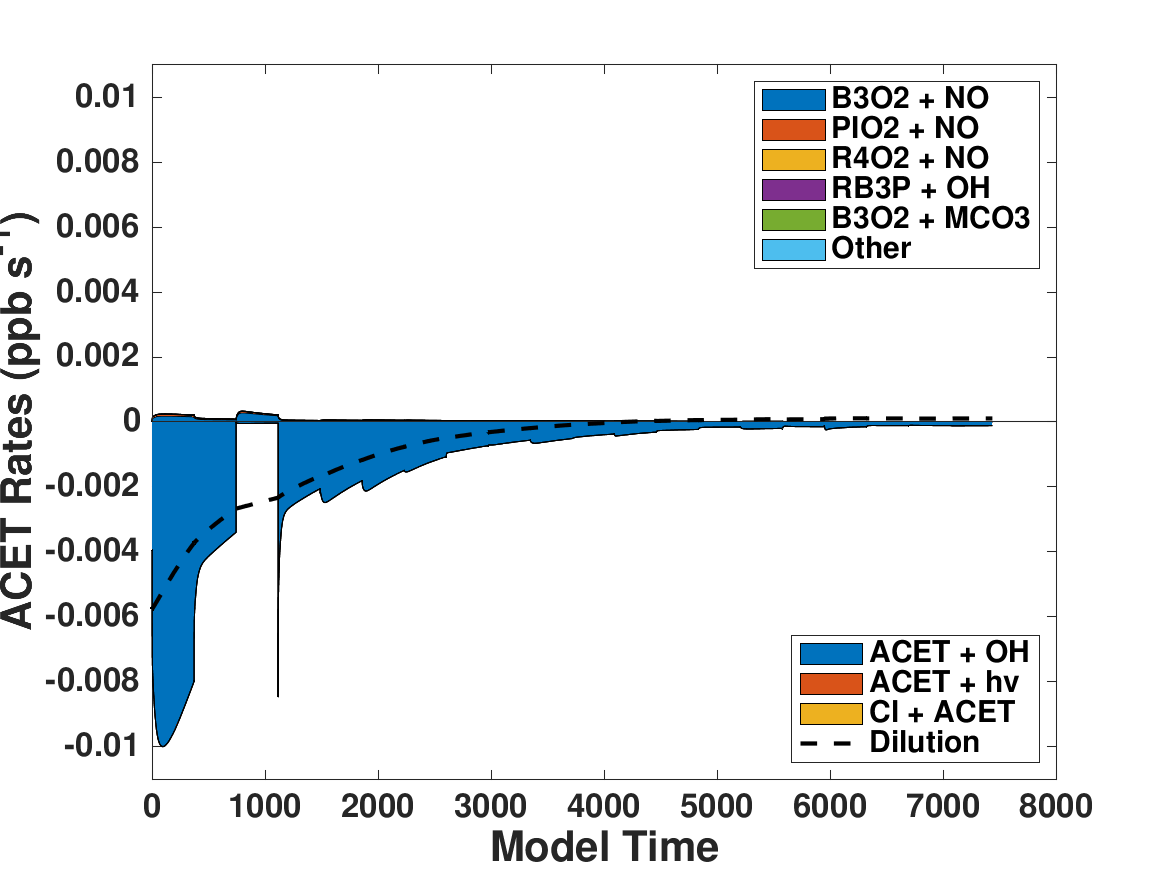 ACET Rates (ppb s⁻¹)
0.01
0.008
0.006
0.004
0.002
0
-0.002
-0.004
-0.006
-0.008
-0.01
B3O2 + NO
PIO2 + NO
R4O2 + NO
RB3P + OH
B3O2 + MCO3
Other
ACET + OH
ACET + hv
Cl + ACET
Dilution
0 1000 2000 3000 4000 5000 6000 7000 8000
Model Time